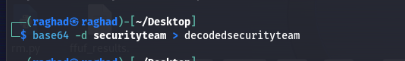 (raghad㉿raghad)-[~/Desktop]
$ base64 -d securityteam > decodedsecurityteam